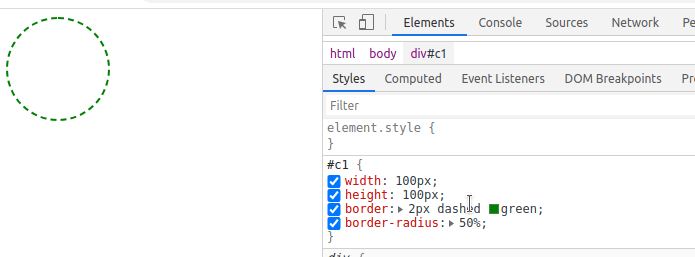 Elements Console Sources Network Pe
html body div#c1
Styles Computed Event Listeners DOM Breakpoints Pr
Filter
element.style {
}
#c1 {
width: 100px;
height: 100px;
border: 2px dashed green;
border-radius: 50%;
}
div {